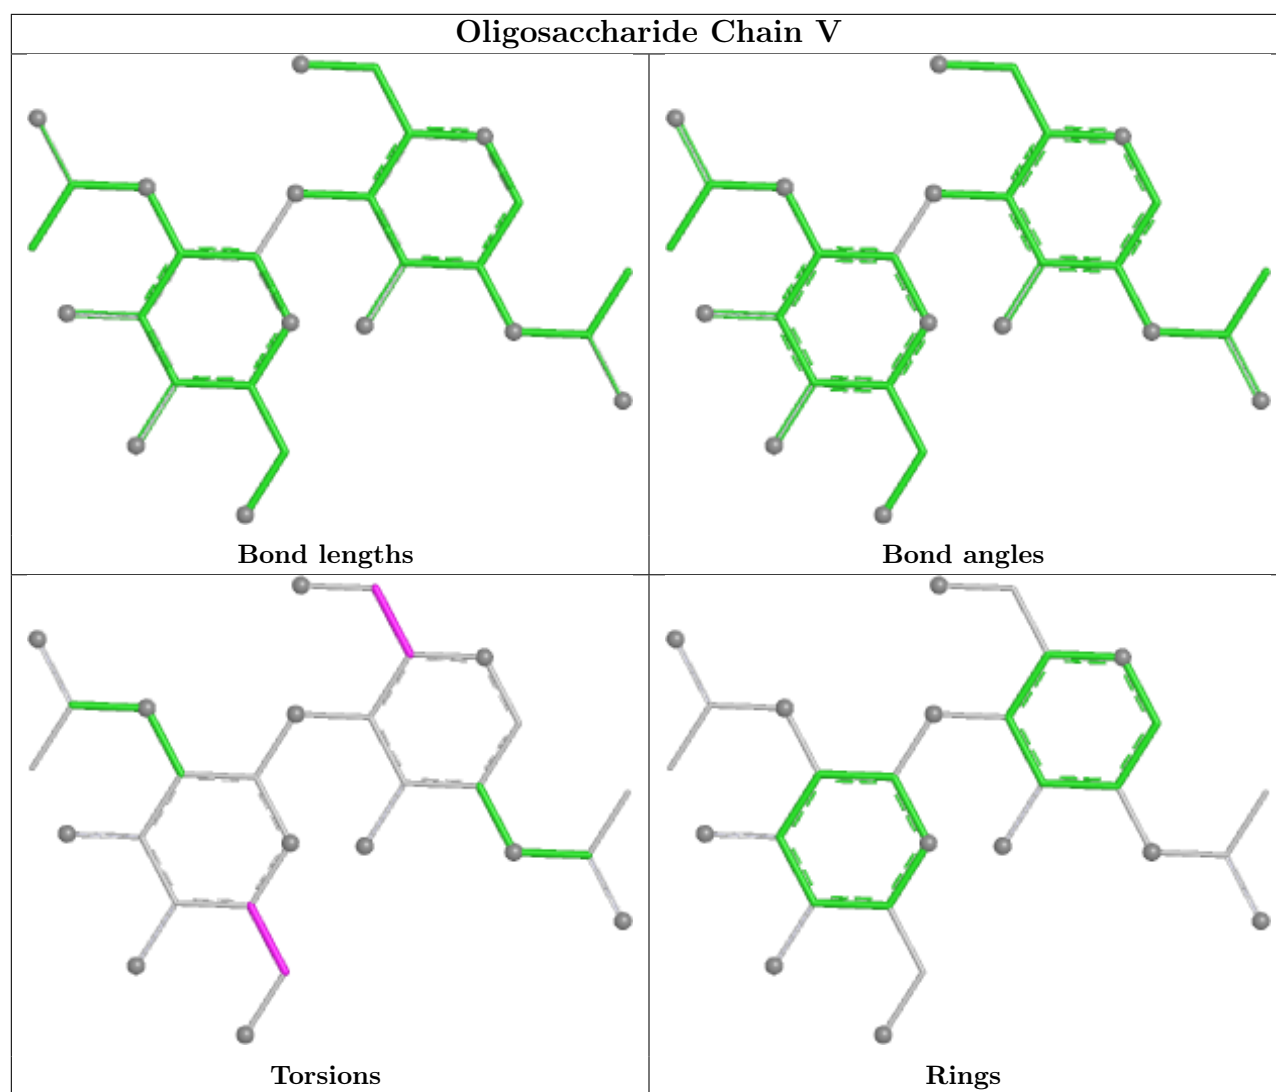 Oligosaccharide Chain V
Bond lengths
Bond angles
Torsions
Rings